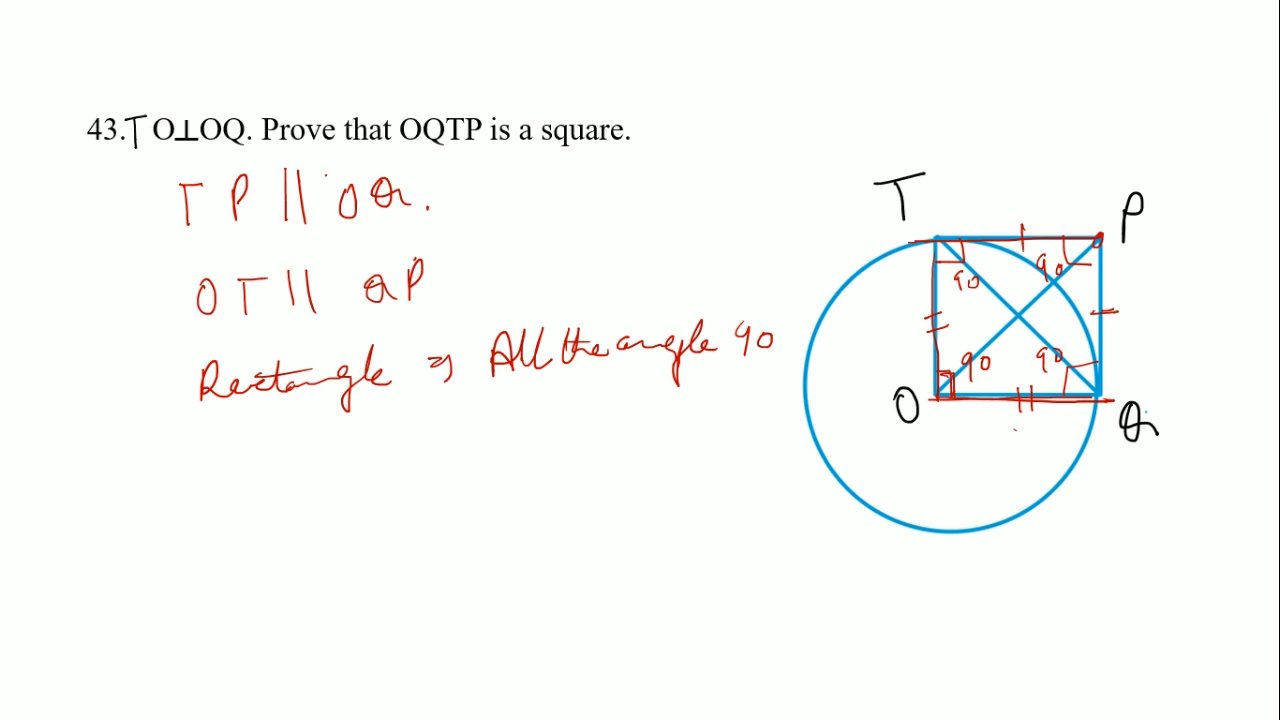 43.T O⊥OQ. Prove that OQTP is a square.
TP || OQ.
OT || QP
Rectangle ⇒ All the angle 90
T
P
90
90
90
90
O
Q